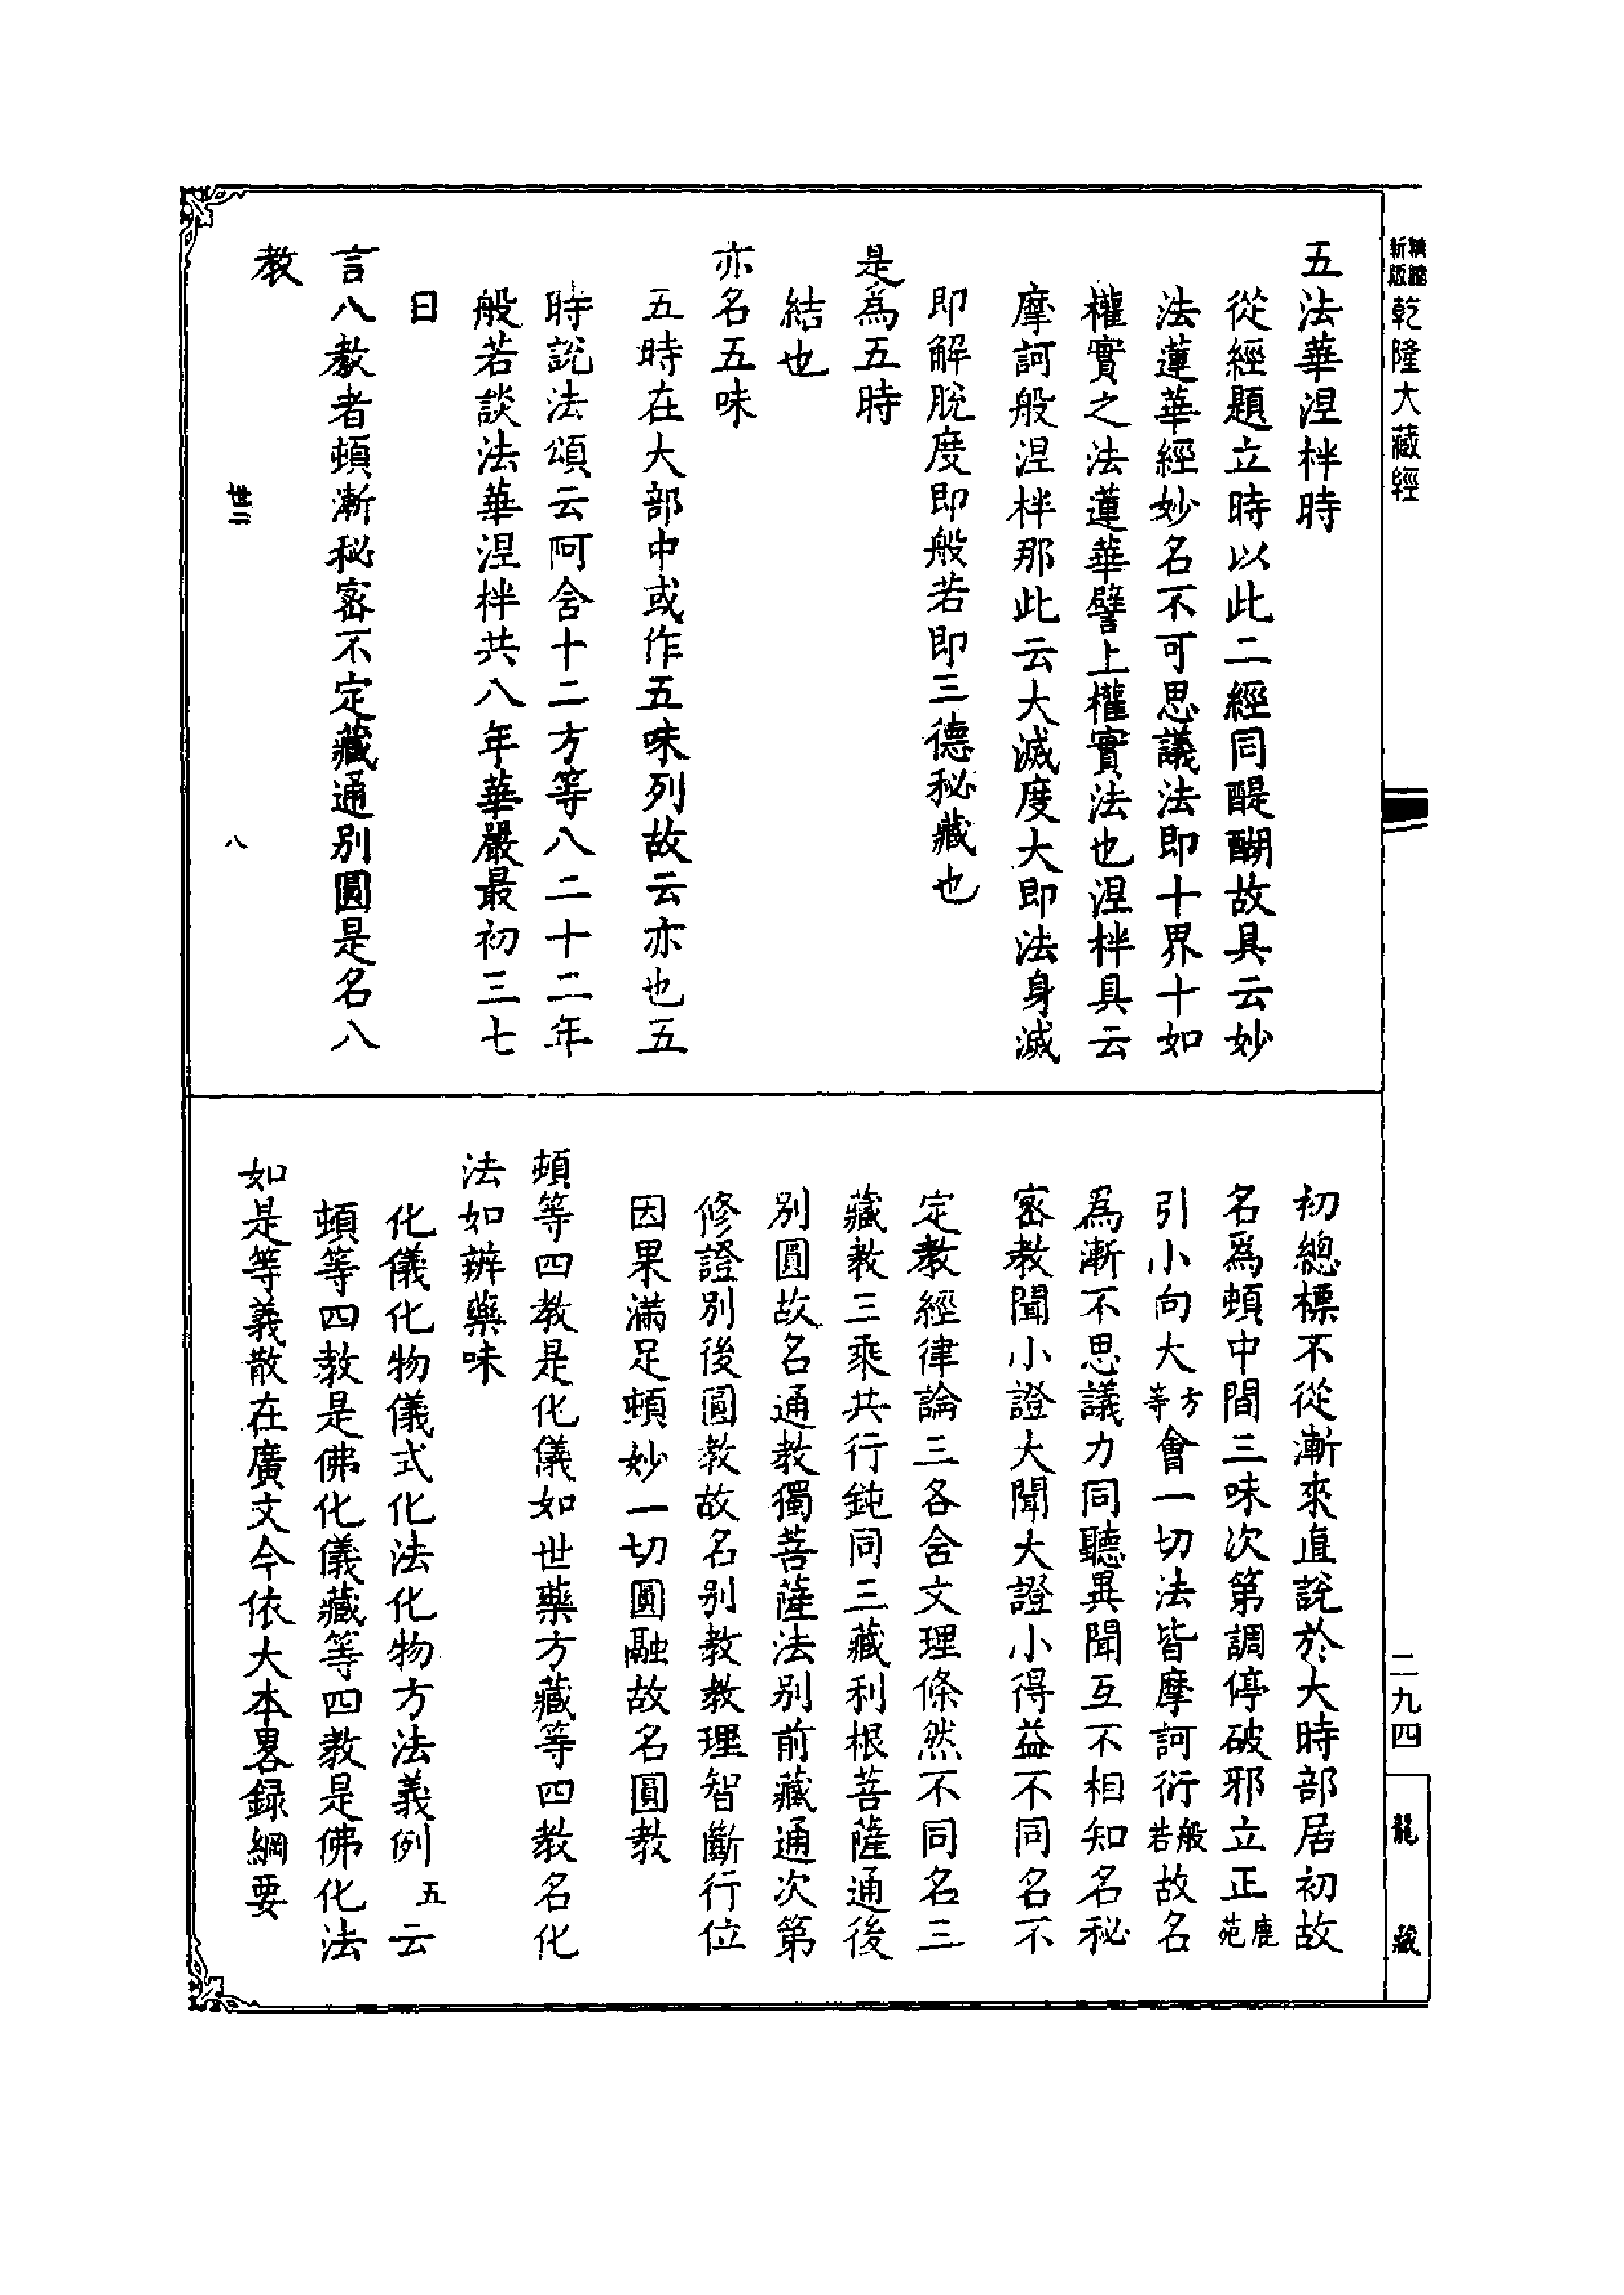 精縮新版乾隆大藏經
五法華涅柈時
從經題立時以此二經同醍醐故具云妙
法蓮華經妙名不可思議法即十界十如
權實之法蓮華譬上權實法也涅柈具云
摩訶般涅柈那此云大滅度大即法身滅
即解脫度即般若即三德秘藏也
是為五時
結也
亦名五味
五時在大部中或作五味列故云亦也五
時說法頌云阿含十二方等八二十二年
般若談法華涅柈共八年華嚴最初三七
日
言八教者頓漸秘密不定藏通別圓是名八
教
世二
八
初總標不從漸來直說於大時部居初故
名為頓中間三味次第調停破邪立正鹿苑
引小向大方等會一切法皆摩訶衍般若故名
為漸不思議力同聽異聞互不相知名秘
密教聞小證大聞大證小得益不同名不
定教經律論三各含文理條然不同名三
藏教三乘共行鈍同三藏利根菩薩通後
別圓故名通教獨菩薩法別前藏通次第
修證別後圓教故名別教教理智斷行位
因果滿足頓妙一切圓融故名圓教
頓等四教是化儀如世藥方藏等四教名化
法如辨藥味
化儀化物儀式化法化物方法義例五云
頓等四教是佛化儀藏等四教是佛化法
如是等義散在廣文今依大本畧錄綱要
二九四
龍藏